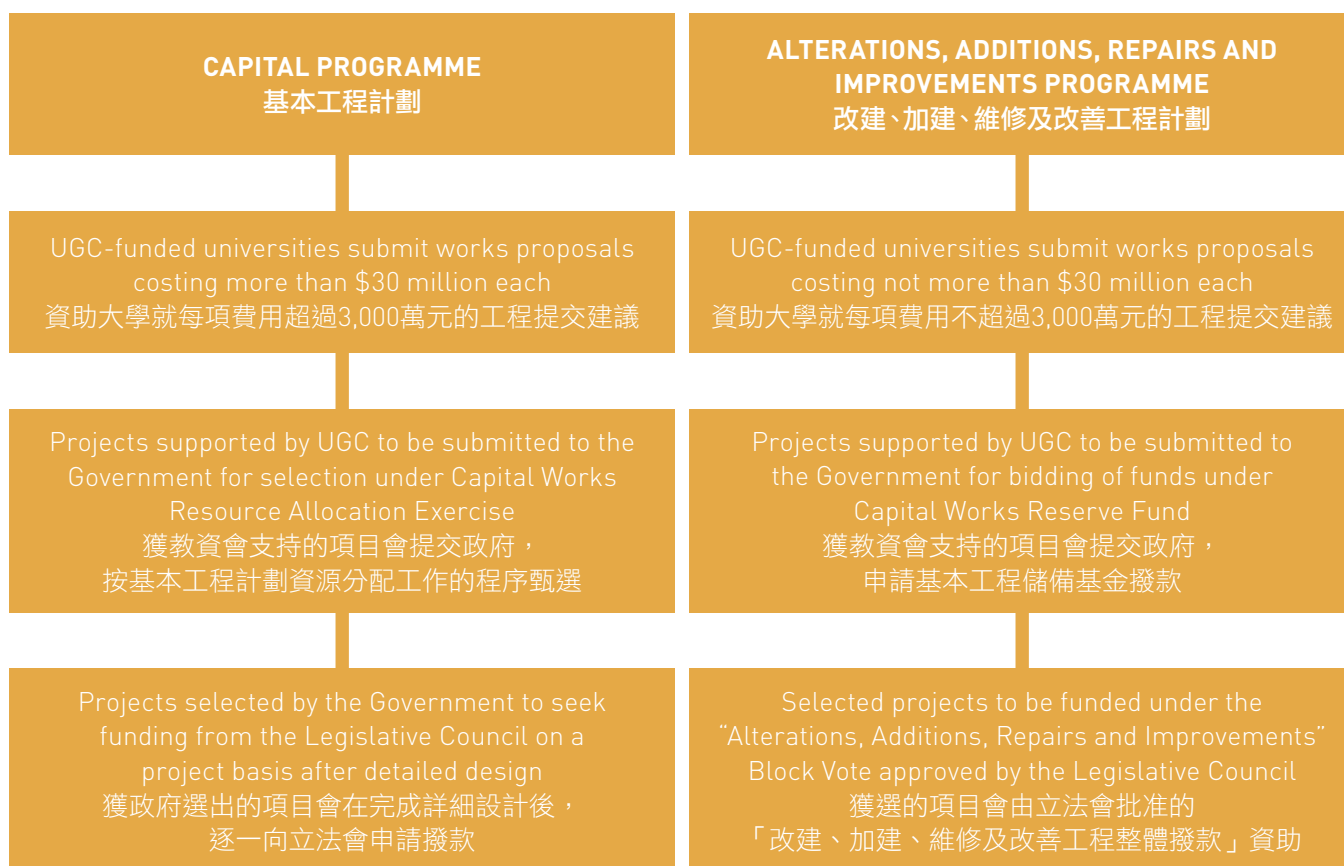 CAPITAL PROGRAMME
基本工程計劃
UGC-funded universities submit works proposals
costing more than $30 million each
資助大學就每項費用超過3,000萬元的工程提交建議
Projects supported by UGC to be submitted to the
Government for selection under Capital Works
Resource Allocation Exercise
獲教資會支持的項目會提交政府，
按基本工程計劃資源分配工作的程序甄選
Projects selected by the Government to seek
funding from the Legislative Council on a
project basis after detailed design
獲政府選出的項目會在完成詳細設計後，
逐一向立法會申請撥款
ALTERATIONS, ADDITIONS, REPAIRS AND
IMPROVEMENTS PROGRAMME
改建、加建、維修及改善工程計劃
UGC-funded universities submit works proposals
costing not more than $30 million each
資助大學就每項費用不超過3,000萬元的工程提交建議
Projects supported by UGC to be submitted to
the Government for bidding of funds under
Capital Works Reserve Fund
獲教資會支持的項目會提交政府，
申請基本工程儲備基金撥款
Selected projects to be funded under the
“Alterations, Additions, Repairs and Improvements”
Block Vote approved by the Legislative Council
獲選的項目會由立法會批准的
「改建、加建、維修及改善工程整體撥款」資助